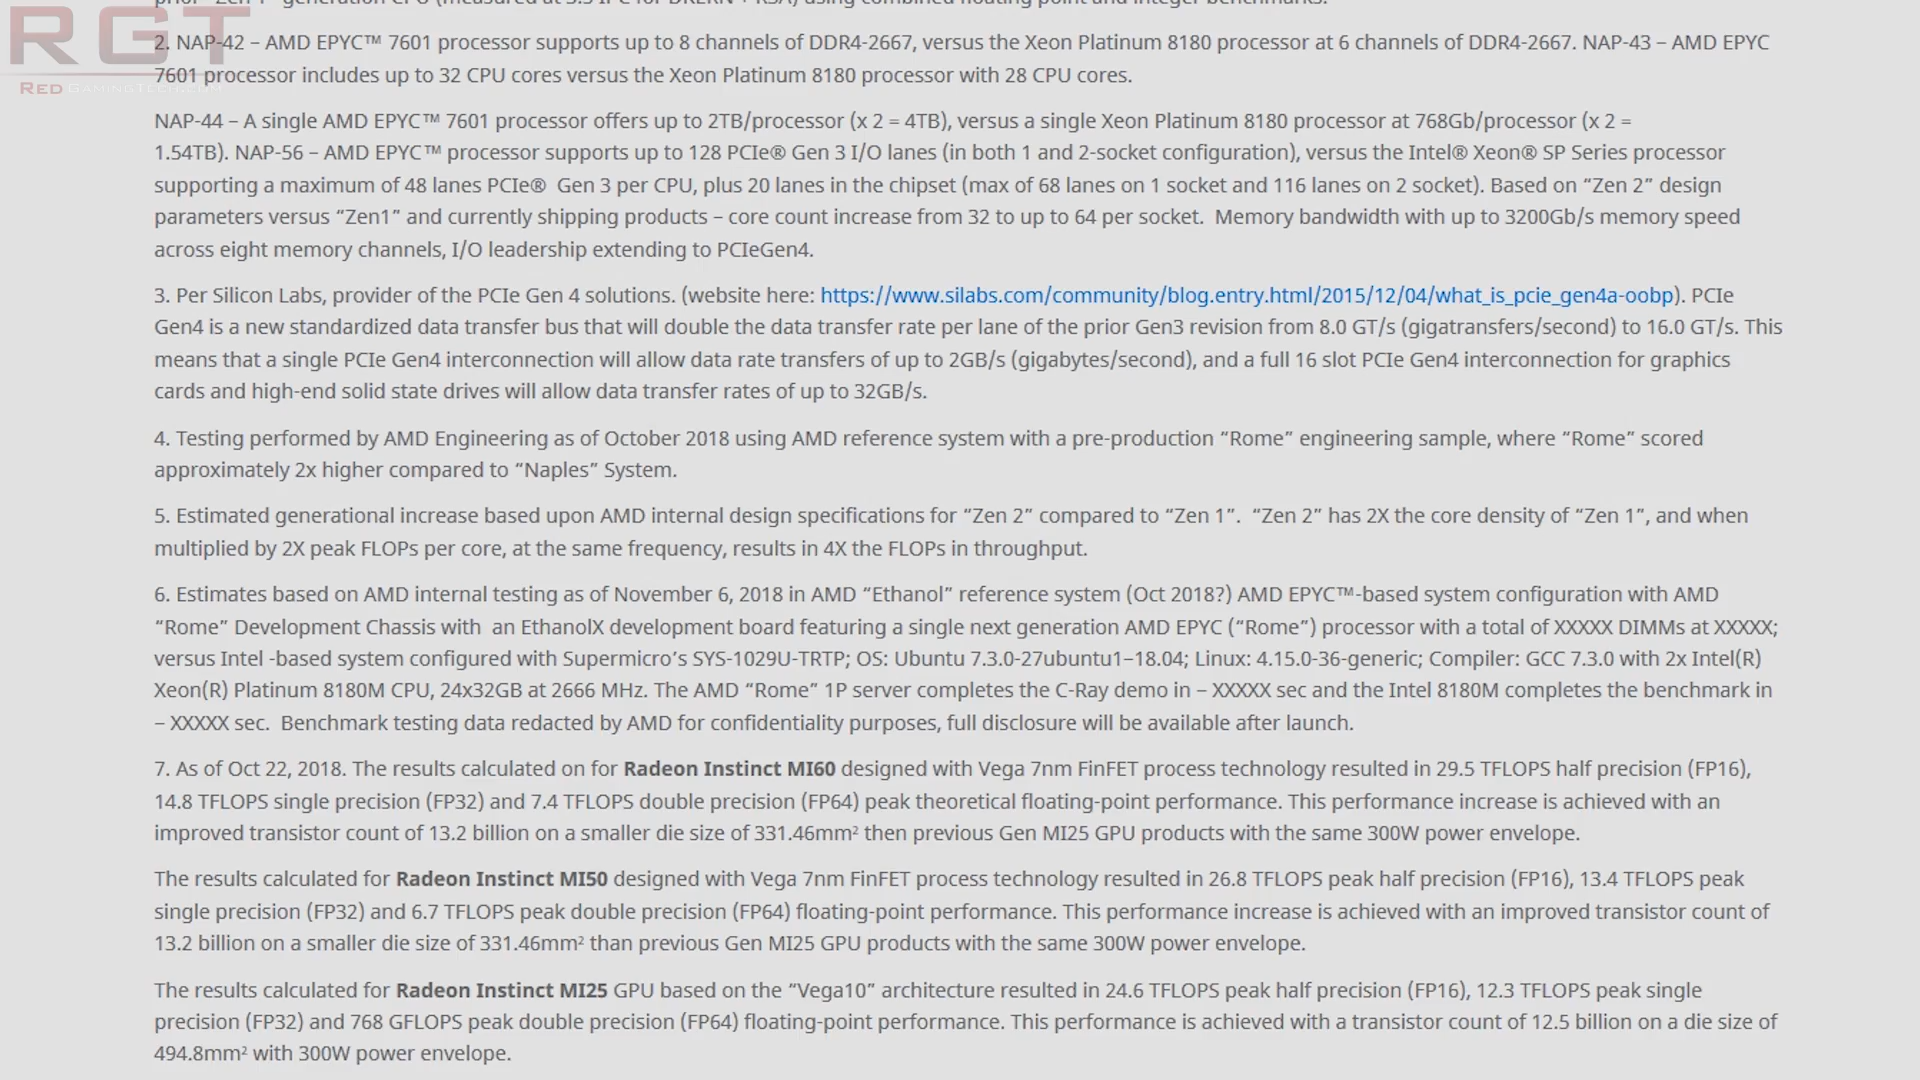 RGT
RED GAMINGTECH.COM
prior "Zen 1" generation CPU (measured at 3.5 IPC for DKERN + RSA) using combined floating point and integer benchmarks.
2. NAP-42 – AMD EPYC™ 7601 processor supports up to 8 channels of DDR4-2667, versus the Xeon Platinum 8180 processor at 6 channels of DDR4-2667. NAP-43 – AMD EPYC
7601 processor includes up to 32 CPU cores versus the Xeon Platinum 8180 processor with 28 CPU cores.
NAP-44 – A single AMD EPYC™ 7601 processor offers up to 2TB/processor (x 2 = 4TB), versus a single Xeon Platinum 8180 processor at 768Gb/processor (x 2 =
1.54TB). NAP-56 – AMD EPYC™ processor supports up to 128 PCIe® Gen 3 I/O lanes (in both 1 and 2-socket configuration), versus the Intel® Xeon® SP Series processor
supporting a maximum of 48 lanes PCIe®  Gen 3 per CPU, plus 20 lanes in the chipset (max of 68 lanes on 1 socket and 116 lanes on 2 socket). Based on “Zen 2” design
parameters versus “Zen1” and currently shipping products – core count increase from 32 to up to 64 per socket.  Memory bandwidth with up to 3200Gb/s memory speed
across eight memory channels, I/O leadership extending to PCIeGen4.
3. Per Silicon Labs, provider of the PCIe Gen 4 solutions. (website here: https://www.silabs.com/community/blog.entry.html/2015/12/04/what_is_pcie_gen4a-oobp). PCIe
Gen4 is a new standardized data transfer bus that will double the data transfer rate per lane of the prior Gen3 revision from 8.0 GT/s (gigatransfers/second) to 16.0 GT/s. This
means that a single PCIe Gen4 interconnection will allow data rate transfers of up to 2GB/s (gigabytes/second), and a full 16 slot PCIe Gen4 interconnection for graphics
cards and high-end solid state drives will allow data transfer rates of up to 32GB/s.
4. Testing performed by AMD Engineering as of October 2018 using AMD reference system with a pre-production “Rome” engineering sample, where “Rome” scored
approximately 2x higher compared to “Naples” System.
5. Estimated generational increase based upon AMD internal design specifications for “Zen 2” compared to “Zen 1”.  “Zen 2” has 2X the core density of “Zen 1”, and when
multiplied by 2X peak FLOPs per core, at the same frequency, results in 4X the FLOPs in throughput.
6. Estimates based on AMD internal testing as of November 6, 2018 in AMD “Ethanol” reference system (Oct 2018?) AMD EPYC™-based system configuration with AMD
“Rome” Development Chassis with  an EthanolX development board featuring a single next generation AMD EPYC (“Rome”) processor with a total of XXXXX DIMMs at XXXXX;
versus Intel -based system configured with Supermicro’s SYS-1029U-TRTP; OS: Ubuntu 7.3.0-27ubuntu1–18.04; Linux: 4.15.0-36-generic; Compiler: GCC 7.3.0 with 2x Intel(R)
Xeon(R) Platinum 8180M CPU, 24x32GB at 2666 MHz. The AMD “Rome” 1P server completes the C-Ray demo in – XXXXX sec and the Intel 8180M completes the benchmark in
– XXXXX sec.  Benchmark testing data redacted by AMD for confidentiality purposes, full disclosure will be available after launch.
7. As of Oct 22, 2018. The results calculated on for Radeon Instinct MI60 designed with Vega 7nm FinFET process technology resulted in 29.5 TFLOPS half precision (FP16),
14.8 TFLOPS single precision (FP32) and 7.4 TFLOPS double precision (FP64) peak theoretical floating-point performance. This performance increase is achieved with an
improved transistor count of 13.2 billion on a smaller die size of 331.46mm² then previous Gen MI25 GPU products with the same 300W power envelope.
The results calculated for Radeon Instinct MI50 designed with Vega 7nm FinFET process technology resulted in 26.8 TFLOPS peak half precision (FP16), 13.4 TFLOPS peak
single precision (FP32) and 6.7 TFLOPS peak double precision (FP64) floating-point performance. This performance increase is achieved with an improved transistor count of
13.2 billion on a smaller die size of 331.46mm² than previous Gen MI25 GPU products with the same 300W power envelope.
The results calculated for Radeon Instinct MI25 GPU based on the “Vega10” architecture resulted in 24.6 TFLOPS peak half precision (FP16), 12.3 TFLOPS peak single
precision (FP32) and 768 GFLOPS peak double precision (FP64) floating-point performance. This performance is achieved with a transistor count of 12.5 billion on a die size of
494.8mm² with 300W power envelope.